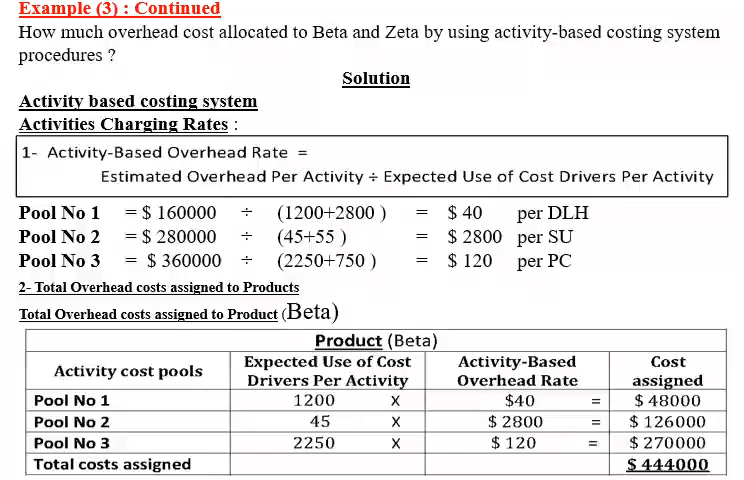 Example (3) : Continued
How much overhead cost allocated to Beta and Zeta by using activity-based costing system
procedures ?
Solution
Activity based costing system
Activities Charging Rates :
1- Activity-Based Overhead Rate =
Estimated Overhead Per Activity ÷ Expected Use of Cost Drivers Per Activity
Pool No 1 = $ 160000 ÷ (1200+2800 ) = $ 40 per DLH
Pool No 2 = $ 280000 ÷ (45+55 ) = $ 2800 per SU
Pool No 3 = $ 360000 ÷ (2250+750 ) = $ 120 per PC
2- Total Overhead costs assigned to Products
Total Overhead costs assigned to Product (Beta)
Product (Beta)
Activity cost pools Expected Use of Cost Drivers Per Activity Activity-Based Overhead Rate Cost assigned
Pool No 1 1200 X $40 = $ 48000
Pool No 2 45 X $ 2800 = $ 126000
Pool No 3 2250 X $ 120 = $ 270000
Total costs assigned $ 444000